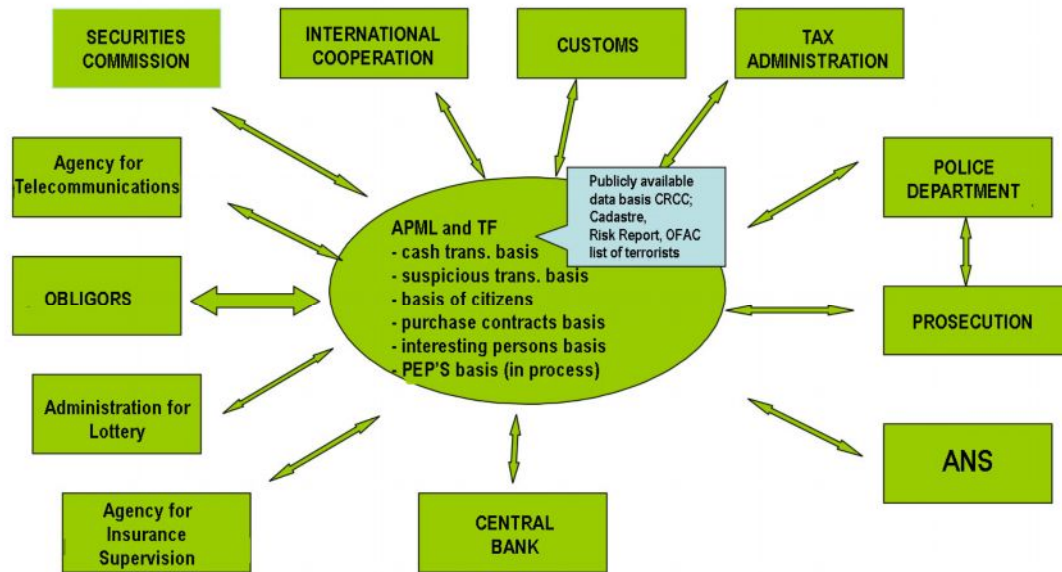 SECURITIES
COMMISSION
INTERNATIONAL
COOPERATION
CUSTOMS
TAX
ADMINISTRATION
Agency for
Telecommunications
OBLIGORS
Administration for
Lottery
Agency for
Insurance
Supervision
APML and TF
- cash trans. basis
- suspicious trans. basis
- basis of citizens
- purchase contracts basis
- interesting persons basis
- PEP'S basis (in process)
Publicly available
data basis CRCC;
Cadastre,
Risk Report, OFAC
list of terrorists
CENTRAL
BANK
POLICE
DEPARTMENT
PROSECUTION
ANS